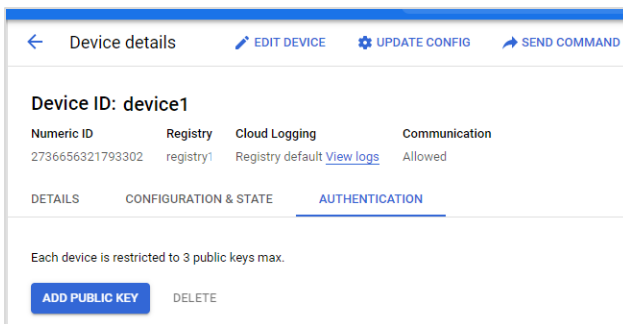 Device details EDIT DEVICE UPDATE CONFIG SEND COMMAND
Device ID: device1
Numeric ID Registry Cloud Logging Communication
2736656321793302 registry1 Registry default View logs Allowed
DETAILS CONFIGURATION & STATE AUTHENTICATION
Each device is restricted to 3 public keys max.
ADD PUBLIC KEY DELETE